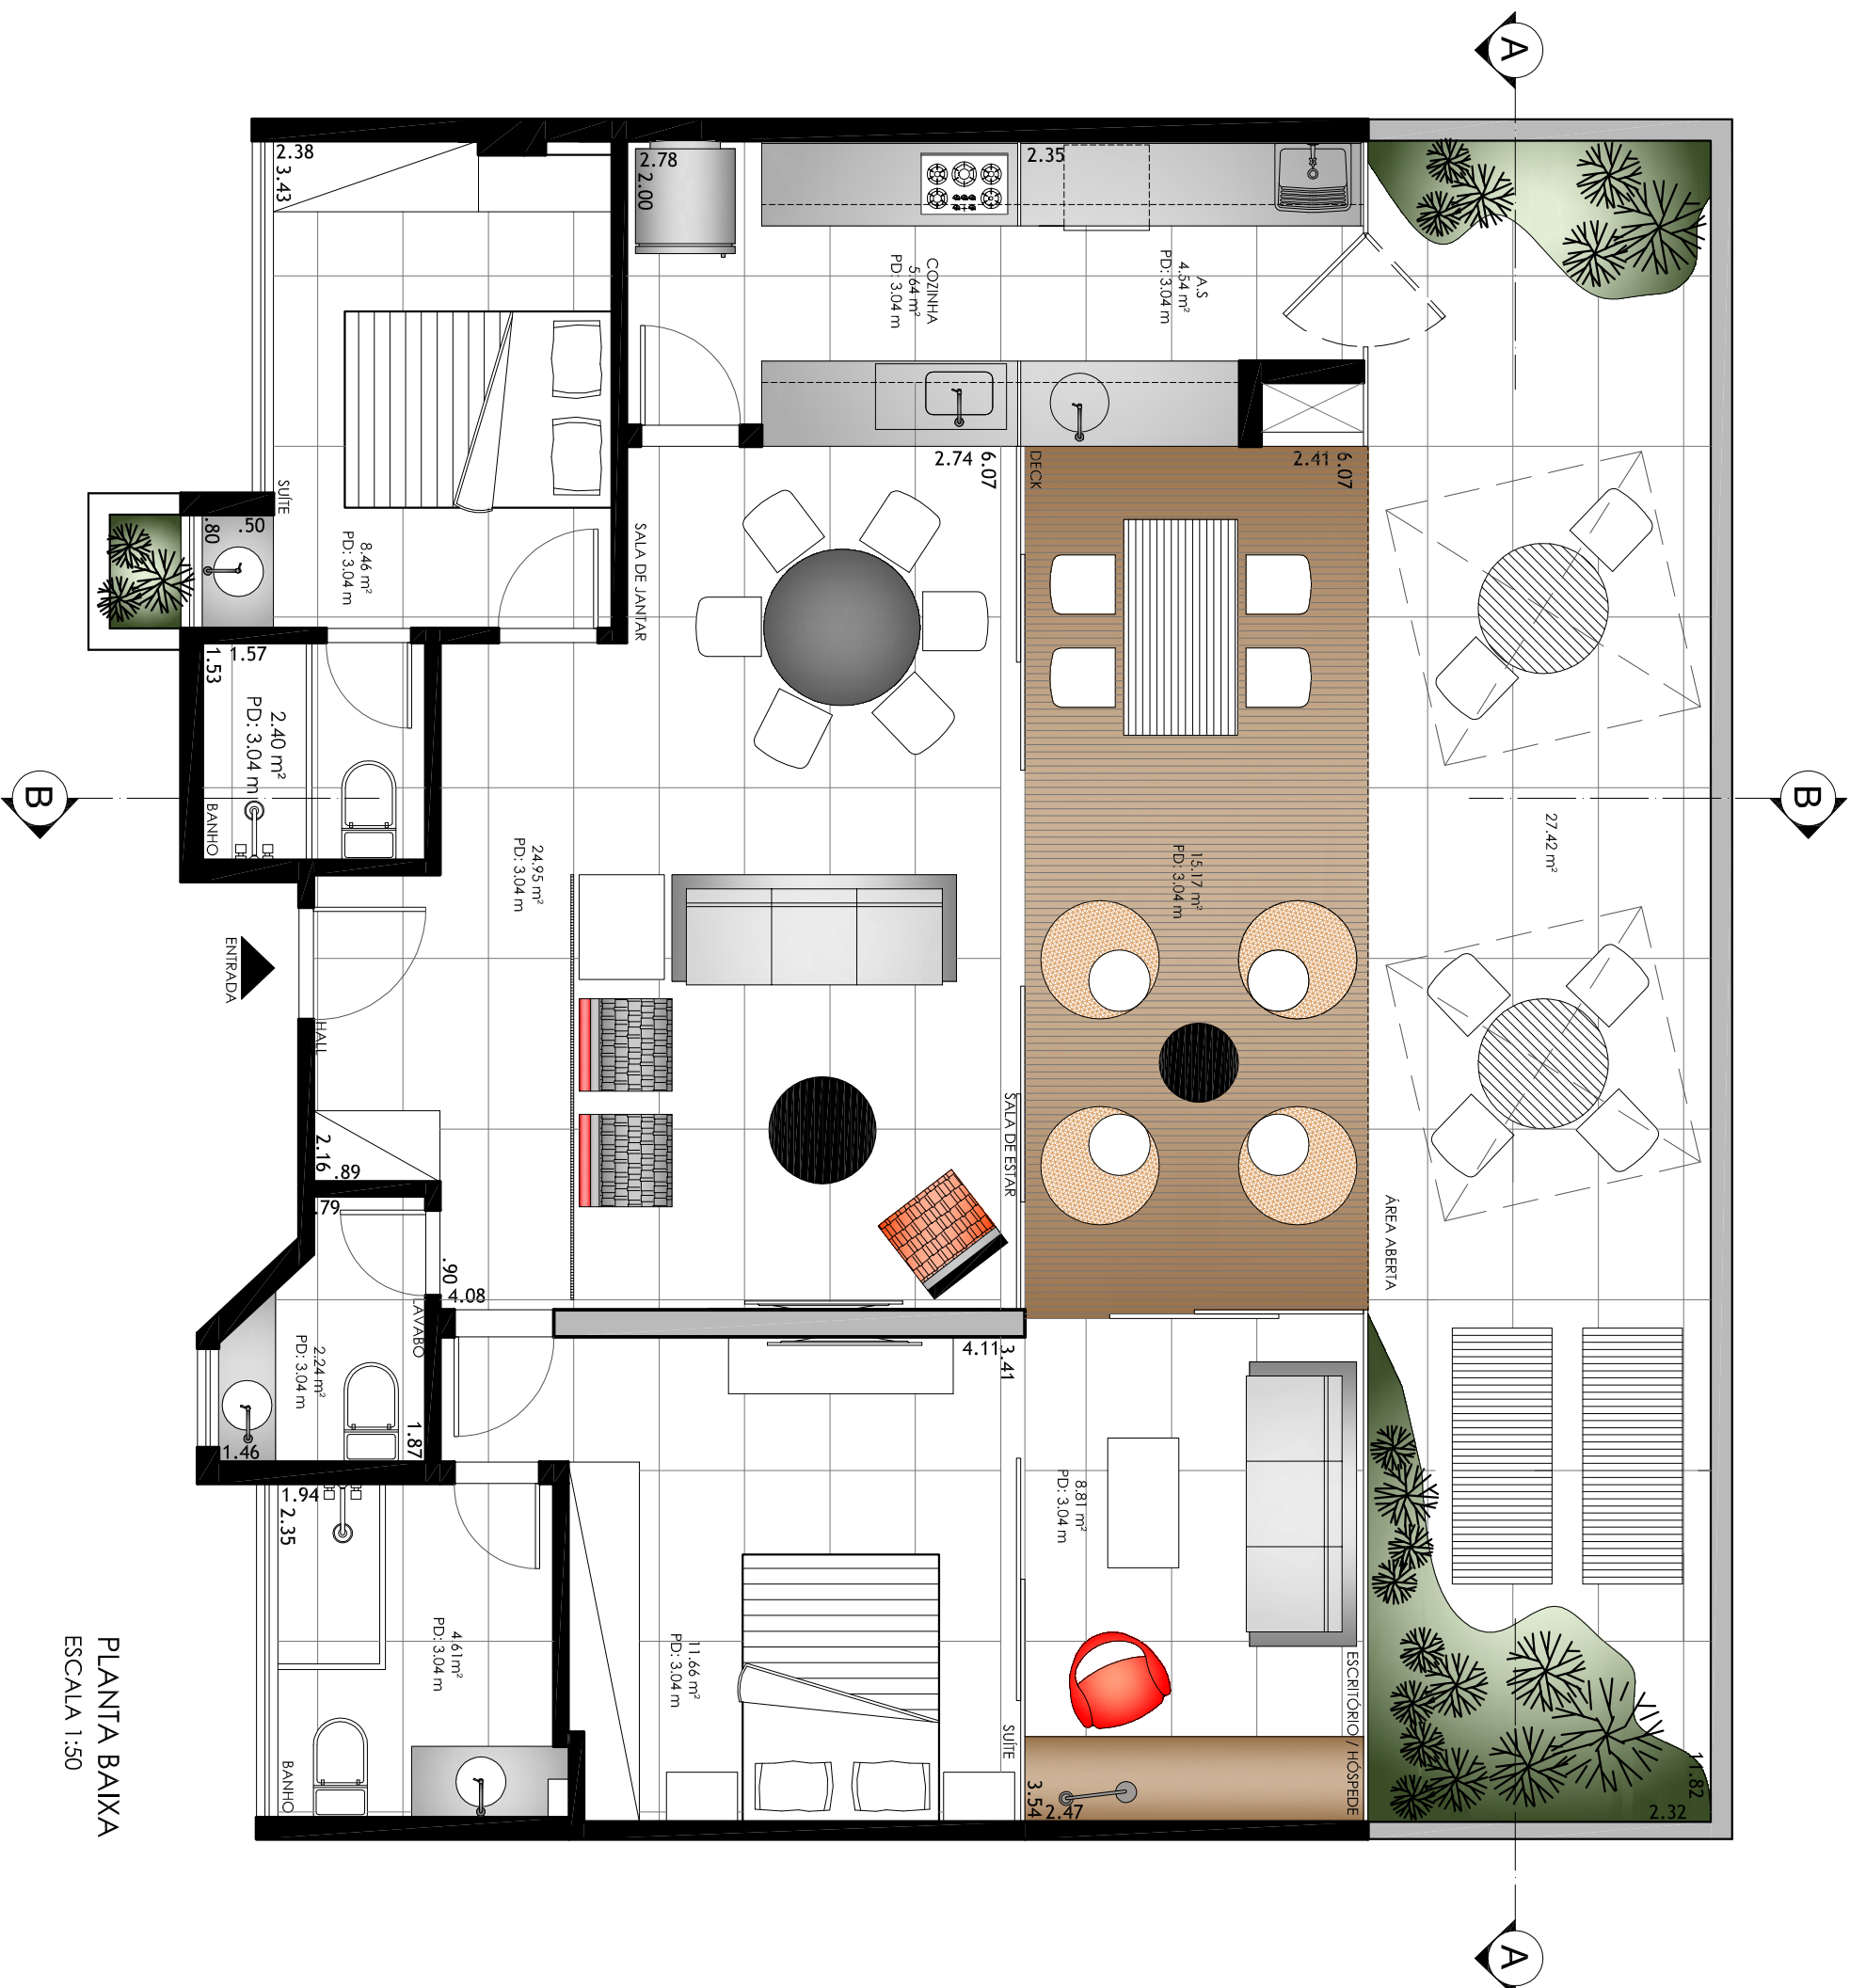 A
2.38
3.43
2.78
2.00
2.35
COZINHA
5.64 m²
PD: 3.04 m
A.S
4.54 m²
PD: 3.04 m
2.74
6.07
DECK
2.41
6.07
SUÍTE
.50
.80
8.46 m²
PD: 3.04 m
SALA DE JANTAR
1.57
1.53
2.40 m²
PD: 3.04 m
BANHO
B
B
27.42 m²
24.95 m²
PD: 3.04 m
15.17 m²
PD: 3.04 m
ENTRADA
HALL
2.16
.89
SALA DE ESTAR
ÁREA ABERTA
.79
.90
4.08
LAVABO
2.24 m²
PD: 3.04 m
1.87
1.46
4.11
3.41
1.94
2.35
8.81 m²
PD: 3.04 m
4.61m²
PD: 3.04 m
11.66 m²
PD: 3.04 m
SUÍTE
ESCRITÓRIO / HÓSPEDE
BANHO
3.54
2.47
11.82
2.32
PLANTA BAIXA
ESCALA 1:50
A